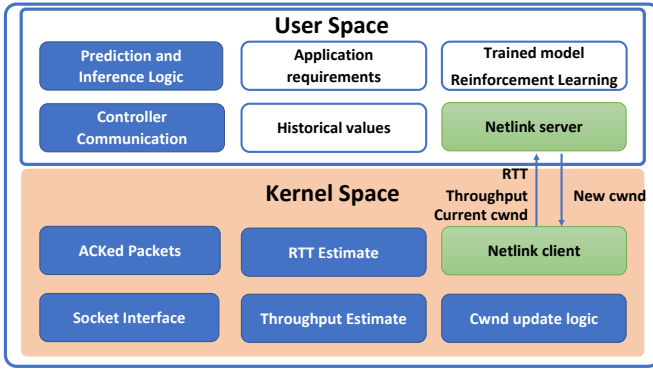 User Space
Prediction and
Inference Logic
Application
requirements
Trained model
Reinforcement Learning
Controller
Communication
Historical values
Netlink server
Kernel Space
RTT
Throughput
Current cwnd
New cwnd
ACKed Packets
RTT Estimate
Netlink client
Socket Interface
Throughput Estimate
Cwnd update logic